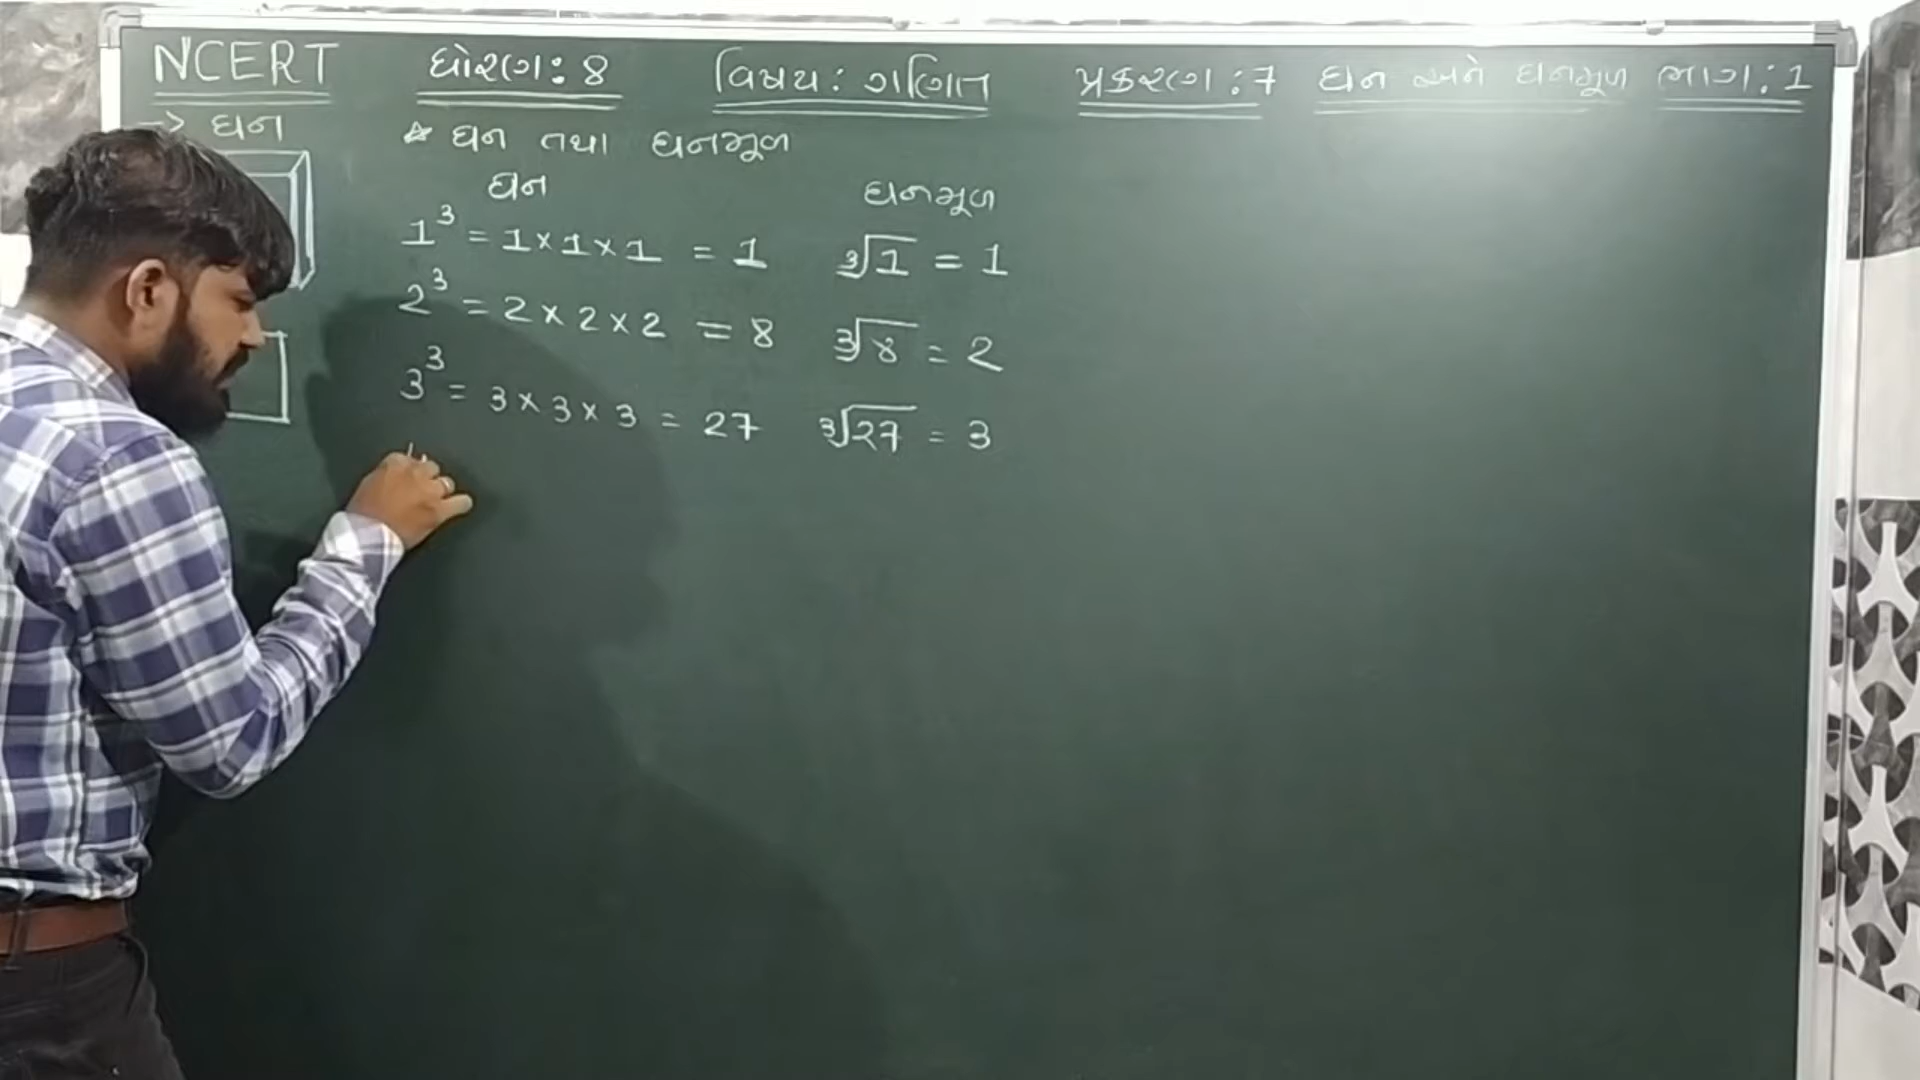 NCERT ધોરણ: 8 વિષય: ગણિત પ્રકરણ: 7 ઘન અને ઘનમૂળ ભાગ: 1
→ ઘન
* ઘન તથા ઘનમૂળ
ઘન ઘનમૂળ
1³ = 1 × 1 × 1 = 1 ∛1 = 1
2³ = 2 × 2 × 2 = 8 ∛8 = 2
3³ = 3 × 3 × 3 = 27 ∛27 = 3